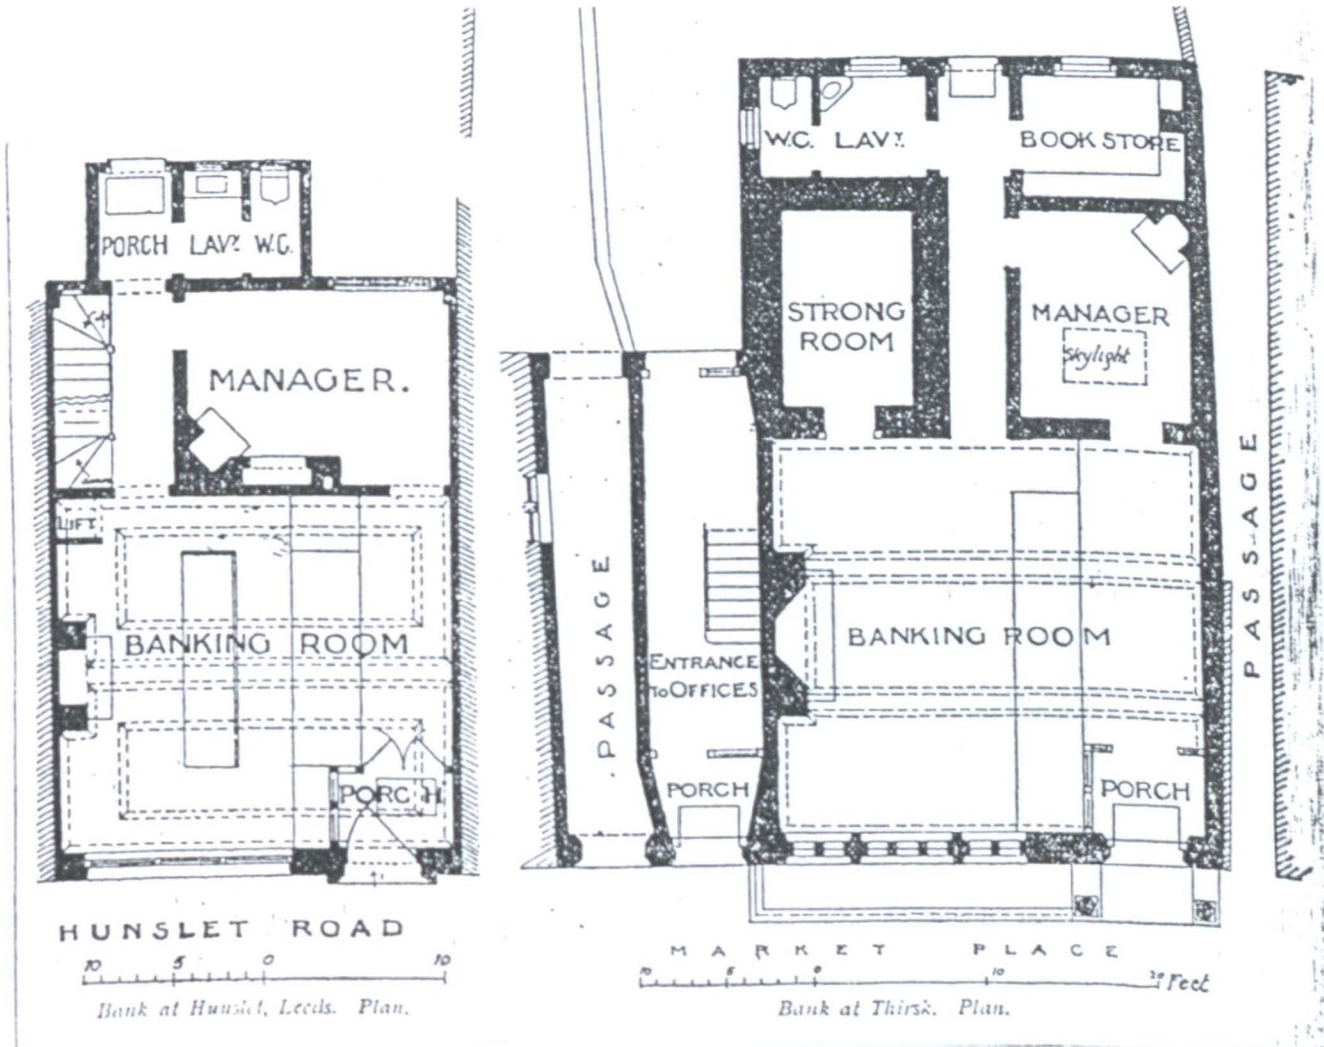 PORCH LAVY. W.C.
MANAGER.
LIFT
BANKING ROOM
PORCH
HUNSLET ROAD
10 5 0 10
Bank at Hunslet, Leeds. Plan.
W.C. LAVY.
BOOK STORE
STRONG
ROOM
MANAGER
Skylight
PASSAGE
PASSAGE
ENTRANCE
TO OFFICES
BANKING ROOM
PORCH
PORCH
MARKET PLACE
10 5 0 10 20 Feet
Bank at Thirsk. Plan.